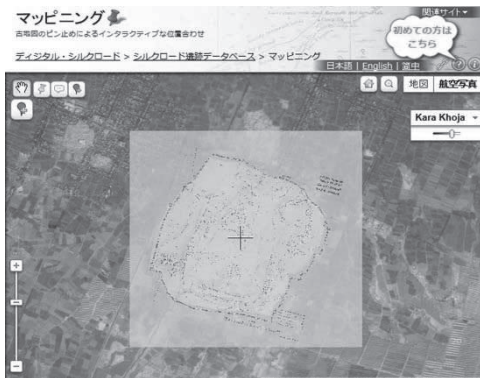 マッピング
古地図のピン止めによるインタラクティブな位置合わせ
関連サイト▼
初めての方は
こちら
ディジタル・シルクロード > シルクロード遺跡データベース > マッピング
日本語 | English | 简中
地図
航空写真
Kara Khoja